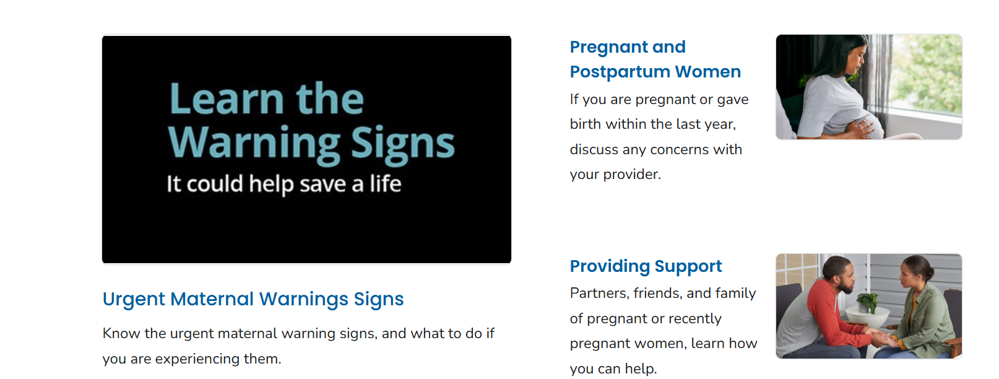 Learn the
Warning Signs
It could help save a life
Urgent Maternal Warnings Signs
Know the urgent maternal warning signs, and what to do if
you are experiencing them.
Pregnant and
Postpartum Women
If you are pregnant or gave
birth within the last year,
discuss any concerns with
your provider.
Providing Support
Partners, friends, and family
of pregnant or recently
pregnant women, learn how
you can help.